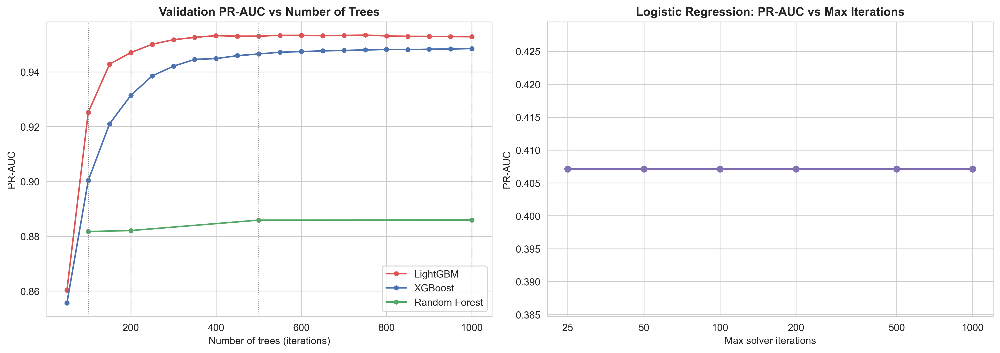 Validation PR-AUC vs Number of Trees
PR-AUC
0.94
0.92
0.90
0.88
0.86
200 400 600 800 1000
Number of trees (iterations)
LightGBM
XGBoost
Random Forest
Logistic Regression: PR-AUC vs Max Iterations
PR-AUC
0.425
0.420
0.415
0.410
0.405
0.400
0.395
0.390
0.385
25 50 100 200 500 1000
Max solver iterations